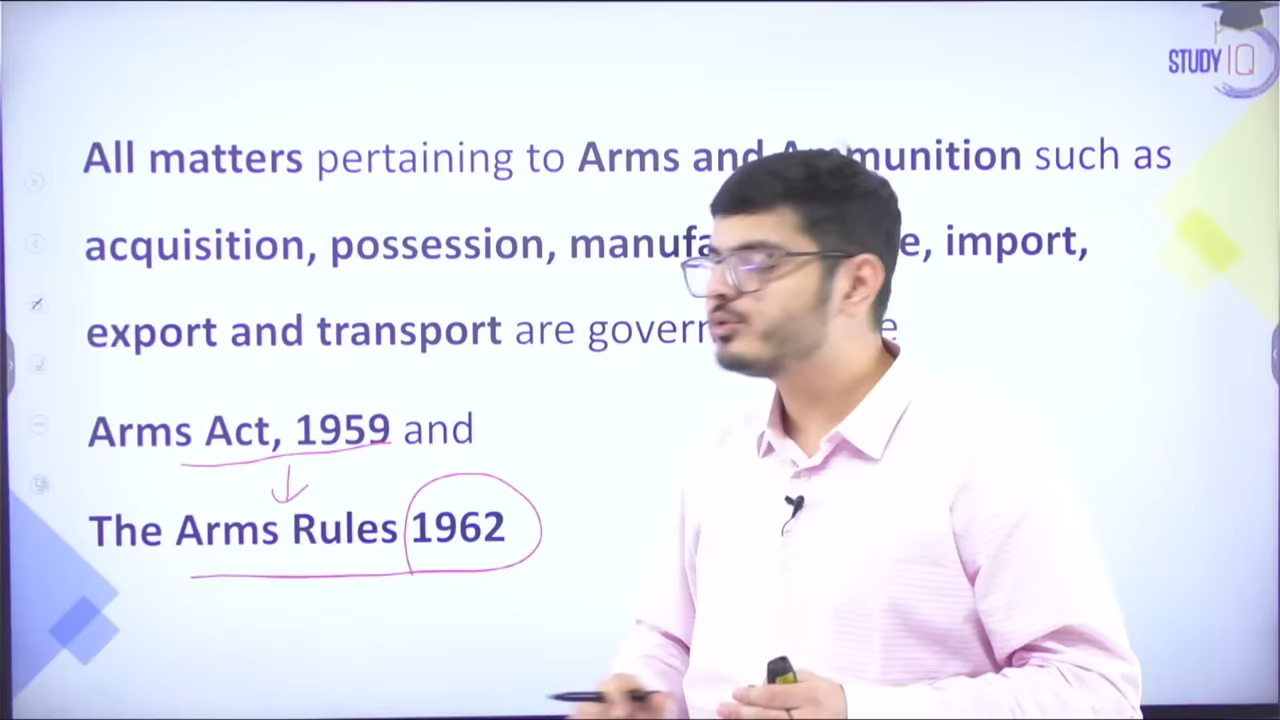 STUDY IQ
All matters pertaining to Arms and Ammunition such as
acquisition, possession, import,
export and transport are
Arms Act, 1959 and
The Arms Rules 1962